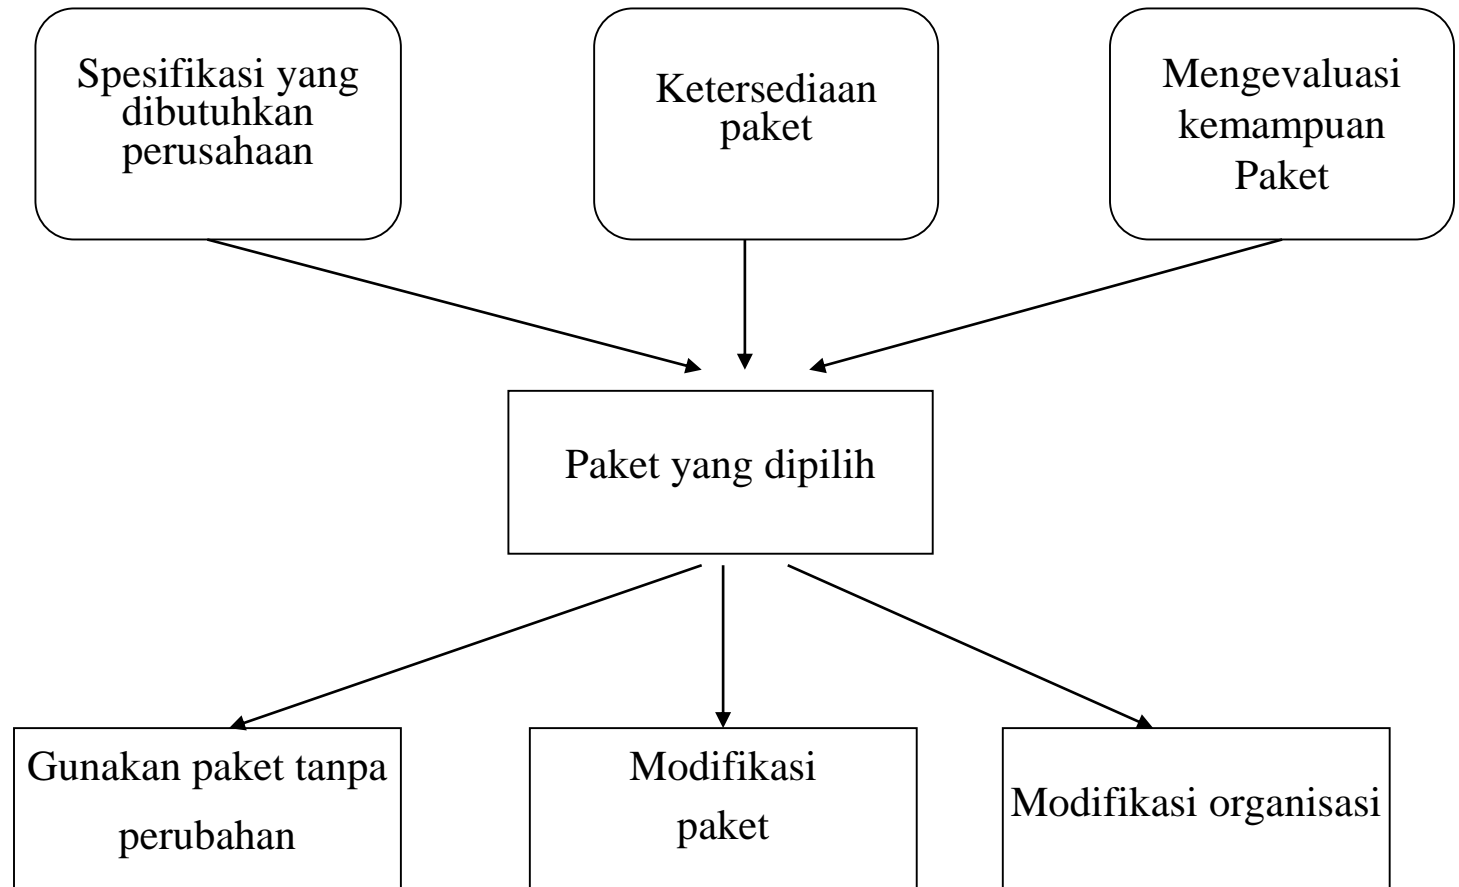 Spesifikasi yang
dibutuhkan
perusahaan
Ketersediaan
paket
Mengevaluasi
kemampuan
Paket
Paket yang dipilih
Gunakan paket tanpa
perubahan
Modifikasi
paket
Modifikasi organisasi